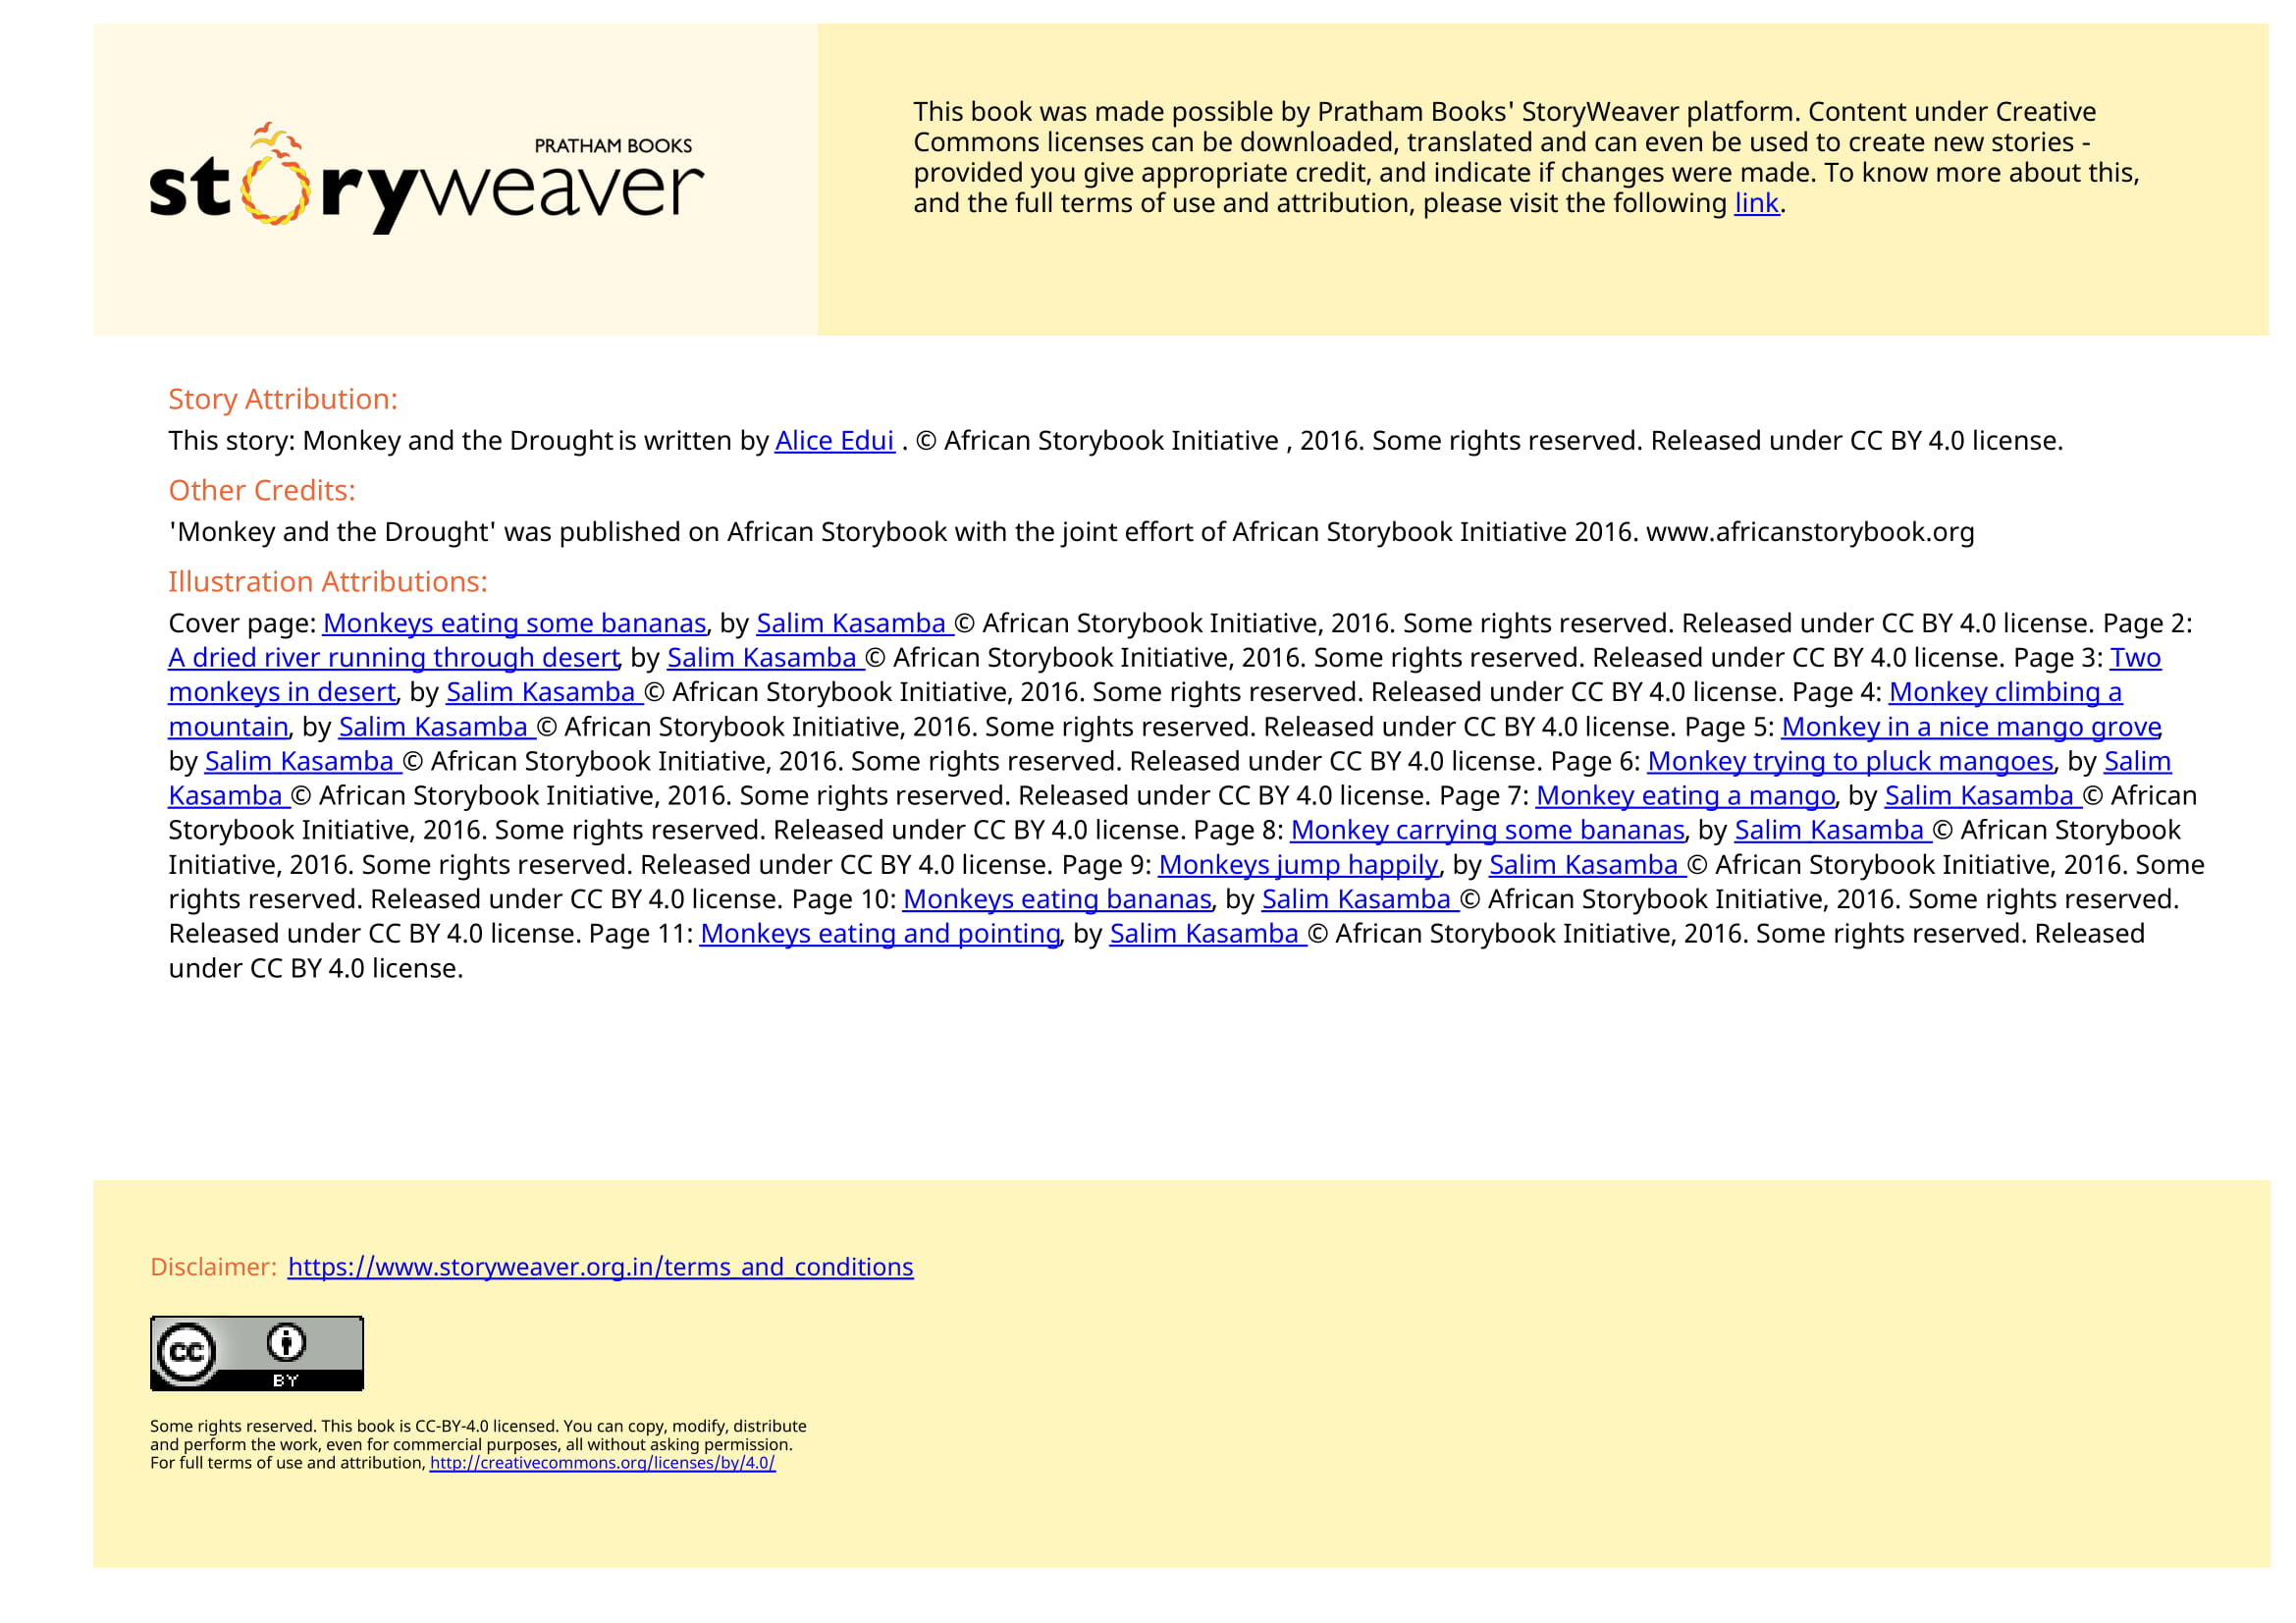 PRATHAM BOOKS
storyweaver
This book was made possible by Pratham Books' StoryWeaver platform. Content under Creative
Commons licenses can be downloaded, translated and can even be used to create new stories -
provided you give appropriate credit, and indicate if changes were made. To know more about this,
and the full terms of use and attribution, please visit the following link.
Story Attribution:
This story: Monkey and the Drought is written by Alice Edui . © African Storybook Initiative , 2016. Some rights reserved. Released under CC BY 4.0 license.
Other Credits:
'Monkey and the Drought' was published on African Storybook with the joint effort of African Storybook Initiative 2016. www.africanstorybook.org
Illustration Attributions:
Cover page: Monkeys eating some bananas, by Salim Kasamba © African Storybook Initiative, 2016. Some rights reserved. Released under CC BY 4.0 license. Page 2:
A dried river running through desert, by Salim Kasamba © African Storybook Initiative, 2016. Some rights reserved. Released under CC BY 4.0 license. Page 3: Two
monkeys in desert, by Salim Kasamba © African Storybook Initiative, 2016. Some rights reserved. Released under CC BY 4.0 license. Page 4: Monkey climbing a
mountain, by Salim Kasamba © African Storybook Initiative, 2016. Some rights reserved. Released under CC BY 4.0 license. Page 5: Monkey in a nice mango grove,
by Salim Kasamba © African Storybook Initiative, 2016. Some rights reserved. Released under CC BY 4.0 license. Page 6: Monkey trying to pluck mangoes, by Salim
Kasamba © African Storybook Initiative, 2016. Some rights reserved. Released under CC BY 4.0 license. Page 7: Monkey eating a mango, by Salim Kasamba © African
Storybook Initiative, 2016. Some rights reserved. Released under CC BY 4.0 license. Page 8: Monkey carrying some bananas, by Salim Kasamba © African Storybook
Initiative, 2016. Some rights reserved. Released under CC BY 4.0 license. Page 9: Monkeys jump happily, by Salim Kasamba © African Storybook Initiative, 2016. Some
rights reserved. Released under CC BY 4.0 license. Page 10: Monkeys eating bananas, by Salim Kasamba © African Storybook Initiative, 2016. Some rights reserved.
Released under CC BY 4.0 license. Page 11: Monkeys eating and pointing, by Salim Kasamba © African Storybook Initiative, 2016. Some rights reserved. Released
under CC BY 4.0 license.
Disclaimer: https://www.storyweaver.org.in/terms_and_conditions
cc
BY
Some rights reserved. This book is CC-BY-4.0 licensed. You can copy, modify, distribute
and perform the work, even for commercial purposes, all without asking permission.
For full terms of use and attribution, http://creativecommons.org/licenses/by/4.0/